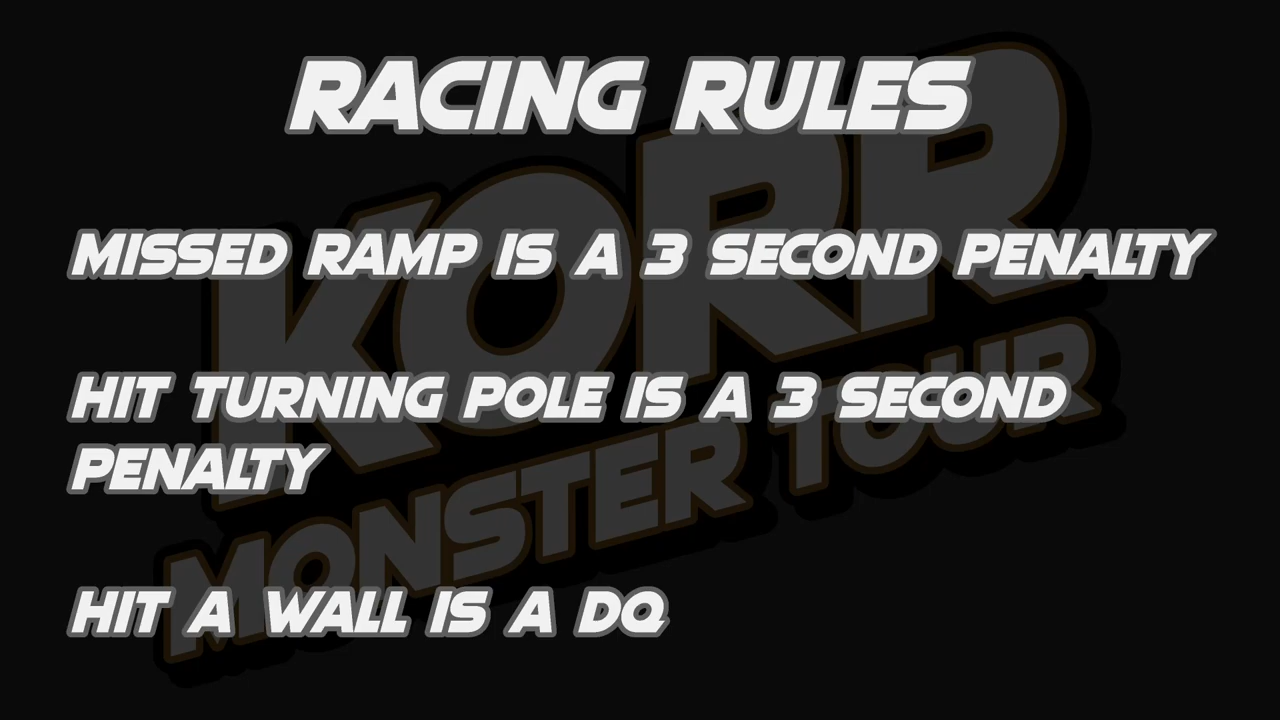 RACING RULES
KORR
MONSTER TOUR
MISSED RAMP IS A 3 SECOND PENALTY
HIT TURNING POLE IS A 3 SECOND
PENALTY
HIT A WALL IS A DQ